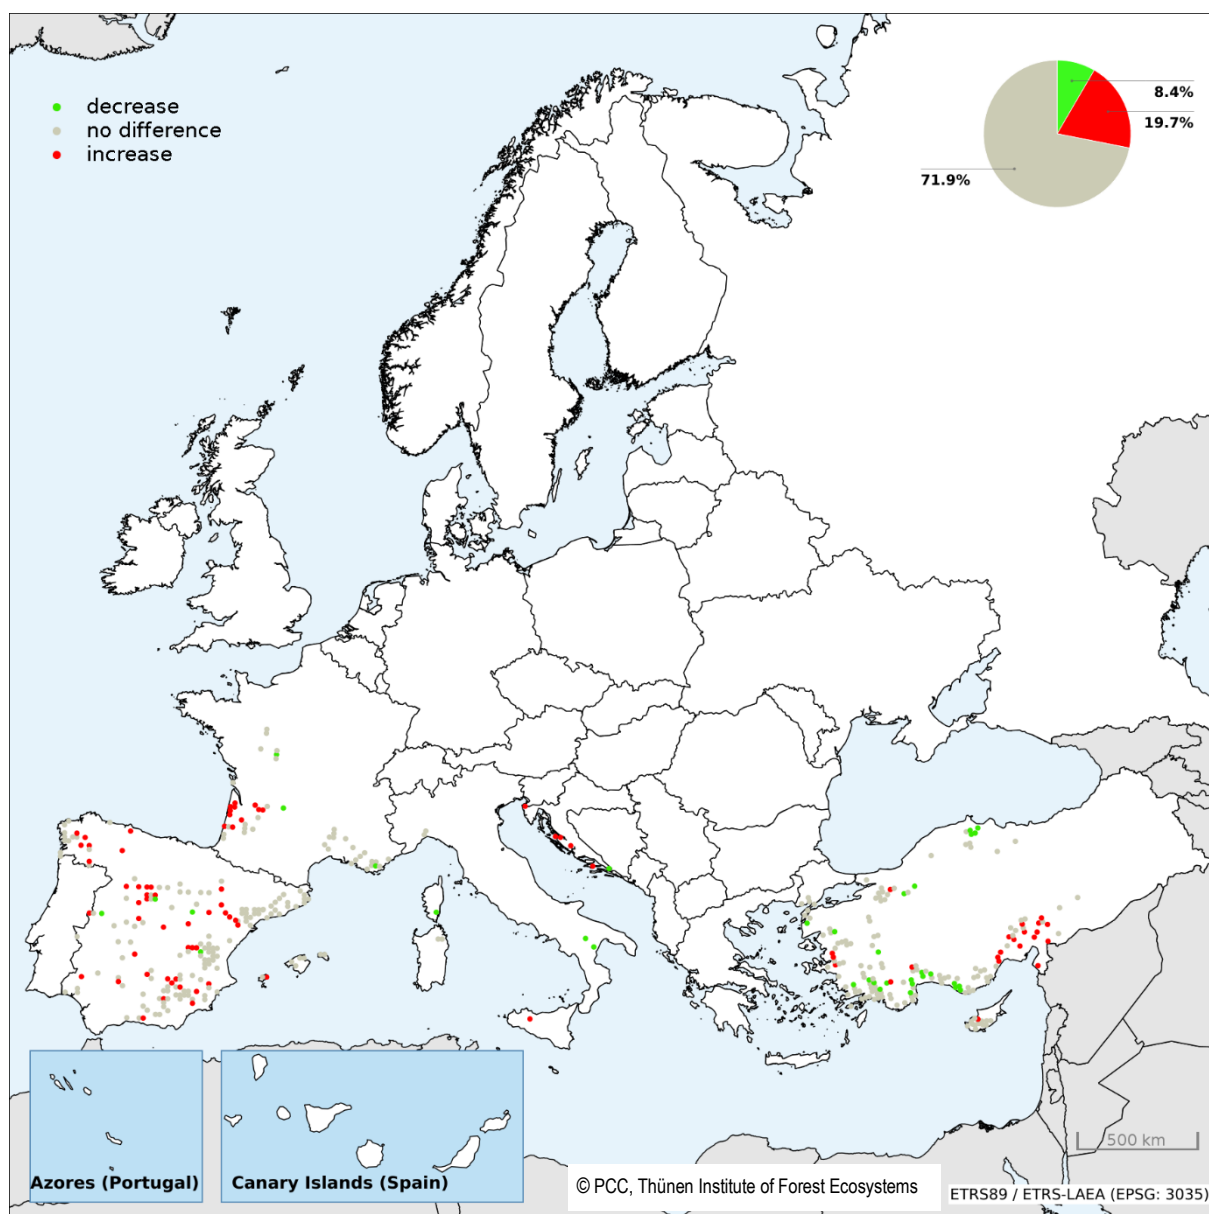 decrease
no difference
increase
8.4%
19.7%
71.9%
500 km
Azores (Portugal)
Canary Islands (Spain)
© PCC, Thünen Institute of Forest Ecosystems
ETRS89 / ETRS-LAEA (EPSG: 3035)